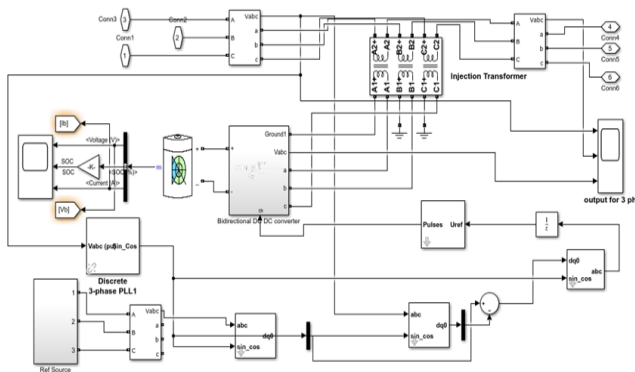 Conn3
3
Conn2
Conn1
2
1
A
B
C
Vabc
a
b
c
A2+
A2
B2+
B2
C2+
C2
A1+
A1
B1+
B1
C1+
C1
Injection Transformer
A
B
C
Vabc
a
b
c
4
Conn4
5
Conn5
6
Conn6
[Ib]
<Voltage (V)>
SOC
SOC
-K-
<SOC (%)>
<Current (A)>
[Vb]
m
+
-
+
-
Ground1
Vabc
a
b
c
Bidirectional DC DC converter
output for 3 ph
Pulses
Uref
1
z
Vabc (pu)
Sin_Cos
Discrete
3-phase PLL1
dq0
sin_cos
abc
1
2
3
Ref Source
A
B
C
Vabc
a
b
c
abc
sin_cos
dq0
abc
sin_cos
dq0